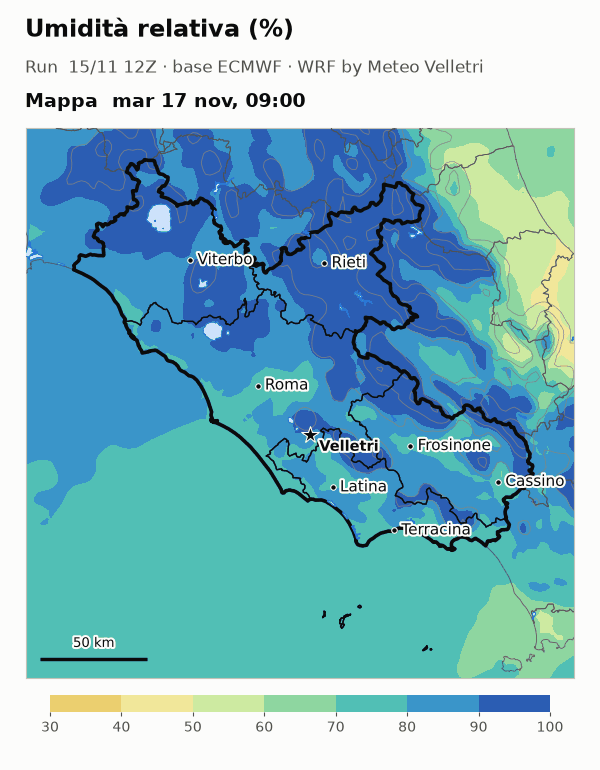 Umidità relativa (%)
Run  15/11 12Z · base ECMWF · WRF by Meteo Velletri
Mappa  mar 17 nov, 09:00
Viterbo
Rieti
Roma
Velletri
Frosinone
Cassino
Latina
Terracina
50 km
30 40 50 60 70 80 90 100